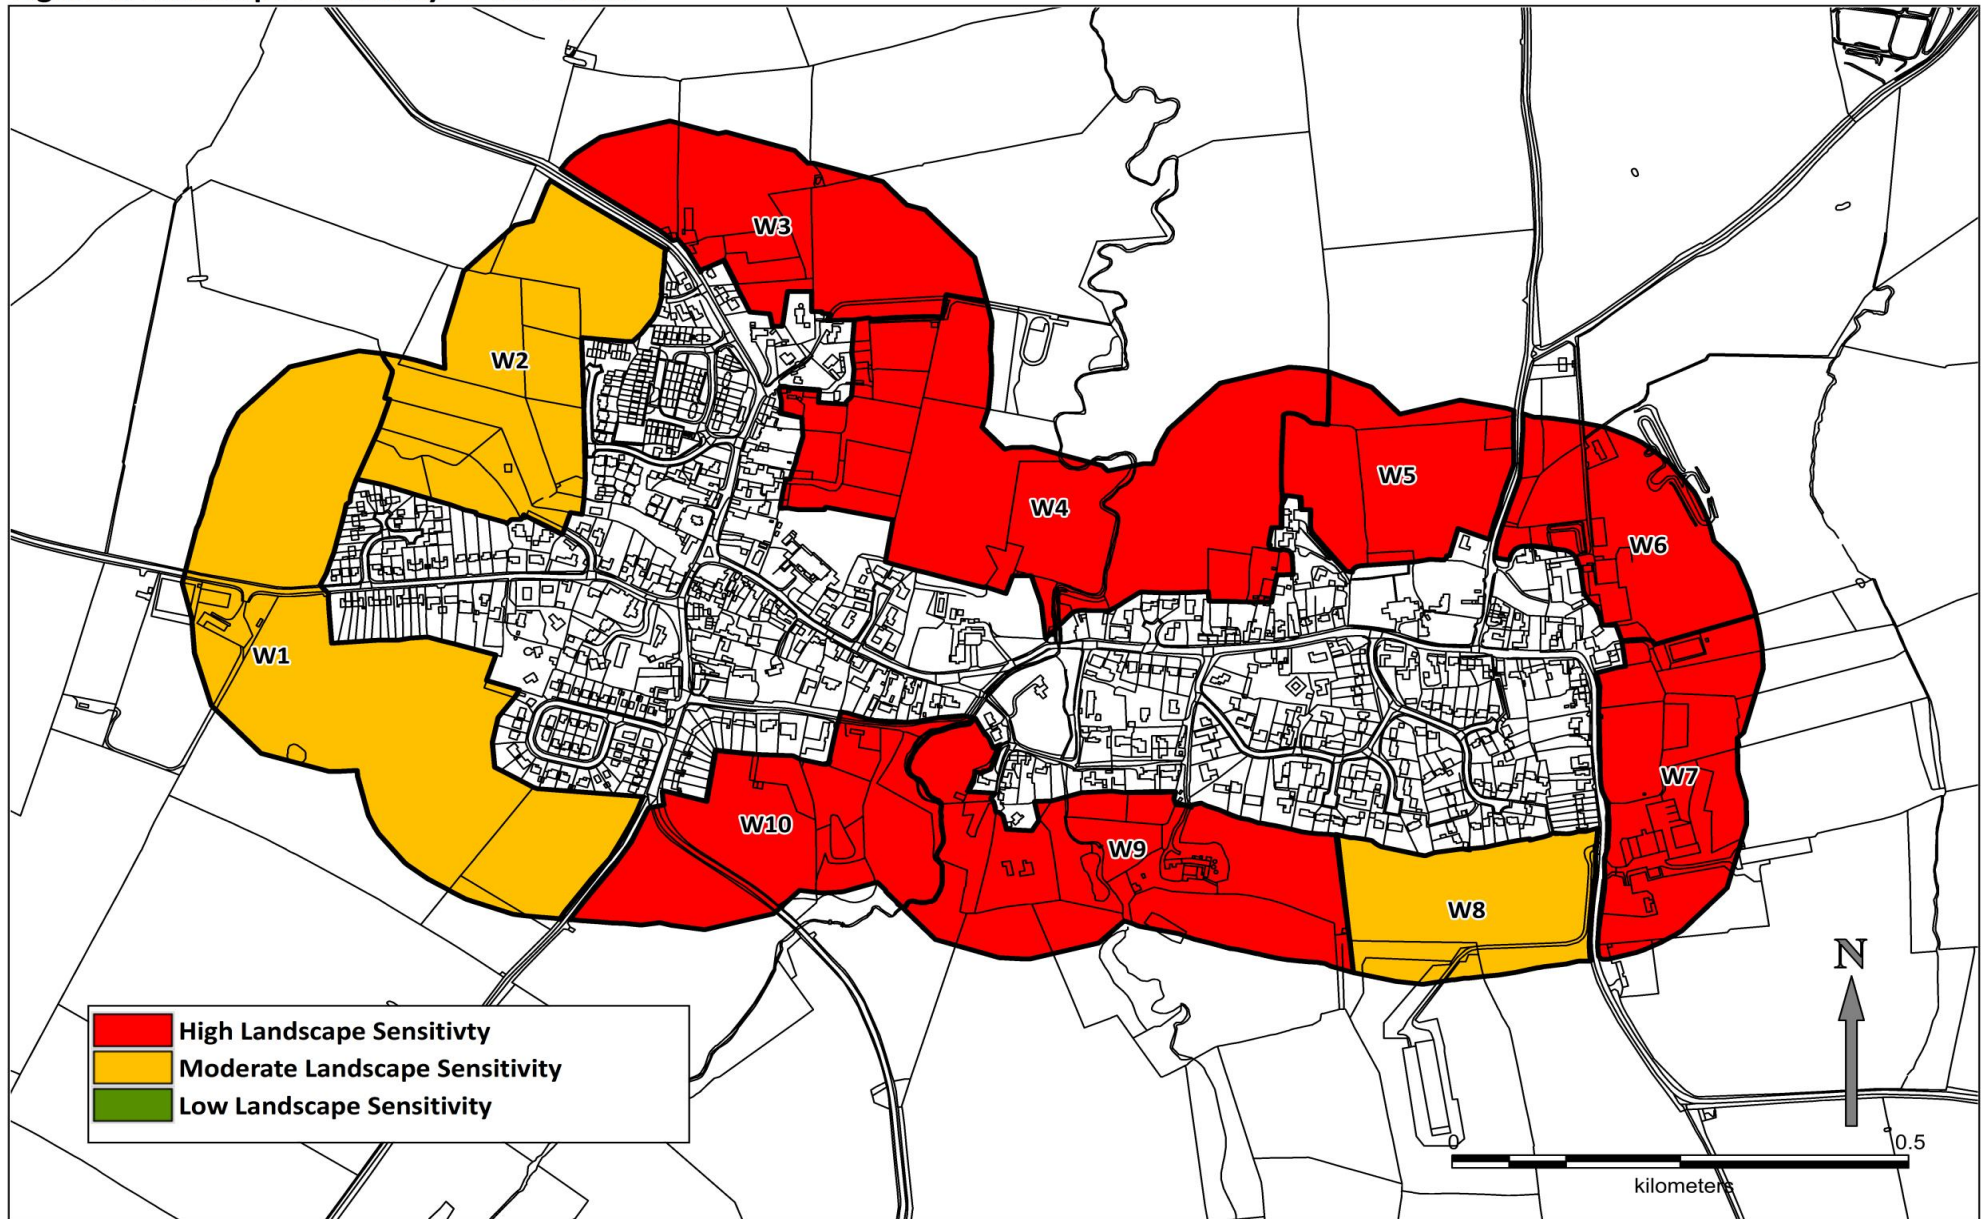 W3
W2
W5
W4
W6
W1
W7
W10
W9
W8
N
High Landscape Sensitivty
Moderate Landscape Sensitivity
Low Landscape Sensitivity
0 0.5
kilometers